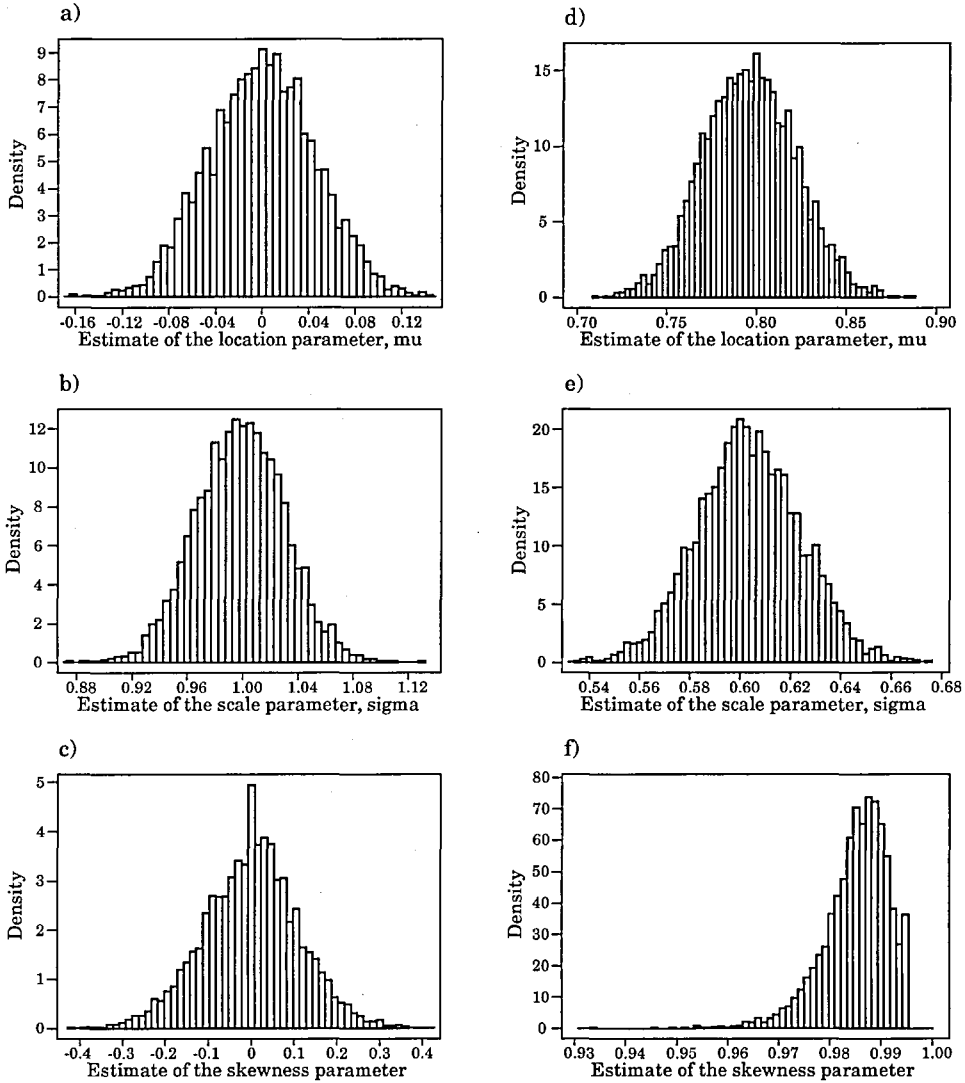 a)
9
8
7
6
5
4
3
2
1
0
Density
-0.16 -0.12 -0.08 -0.04 0 0.04 0.08 0.12
Estimate of the location parameter, mu
b)
12
10
8
6
4
2
0
Density
0.88 0.92 0.96 1.00 1.04 1.08 1.12
Estimate of the scale parameter, sigma
c)
5
4
3
2
1
0
Density
-0.4 -0.3 -0.2 -0.1 0 0.1 0.2 0.3 0.4
Estimate of the skewness parameter
d)
15
10
5
0
Density
0.70 0.75 0.80 0.85 0.90
Estimate of the location parameter, mu
e)
20
15
10
5
0
Density
0.54 0.56 0.58 0.60 0.62 0.64 0.66 0.68
Estimate of the scale parameter, sigma
f)
80
70
60
50
40
30
20
10
0
Density
0.93 0.94 0.95 0.96 0.97 0.98 0.99 1.00
Estimate of the skewness parameter